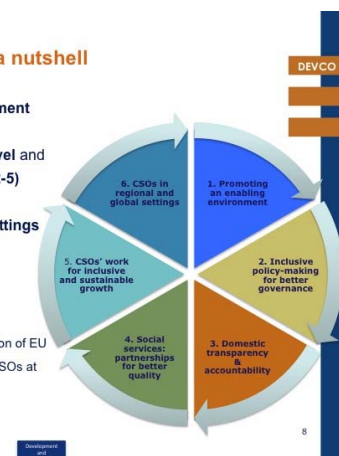 a nutshell
DEVCO
ment
vel and
2-5)
ttings
on of EU
SOs at
6. CSOs in
regional and
global settings
1. Promoting
an enabling
environment
5. CSOs' work
for inclusive
and sustainable
growth
2. Inclusive
policy-making
for better
governance
4. Social
services:
partnerships
for better
quality
3. Domestic
transparency
&
accountability
8
Development
and